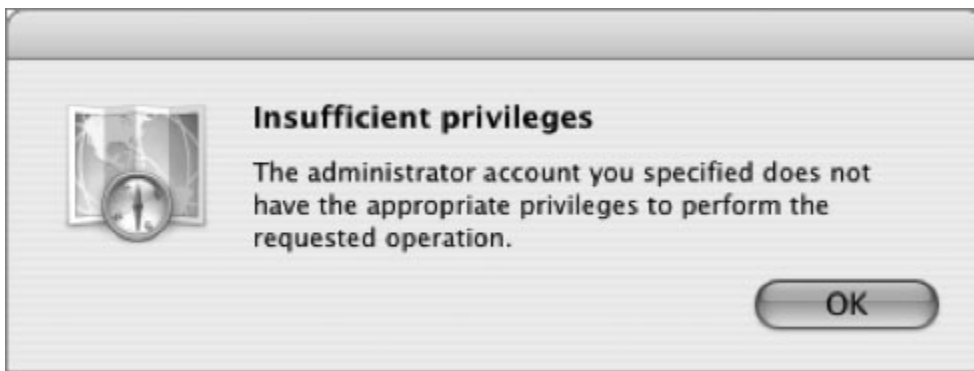 Insufficient privileges
The administrator account you specified does not
have the appropriate privileges to perform the
requested operation.
OK